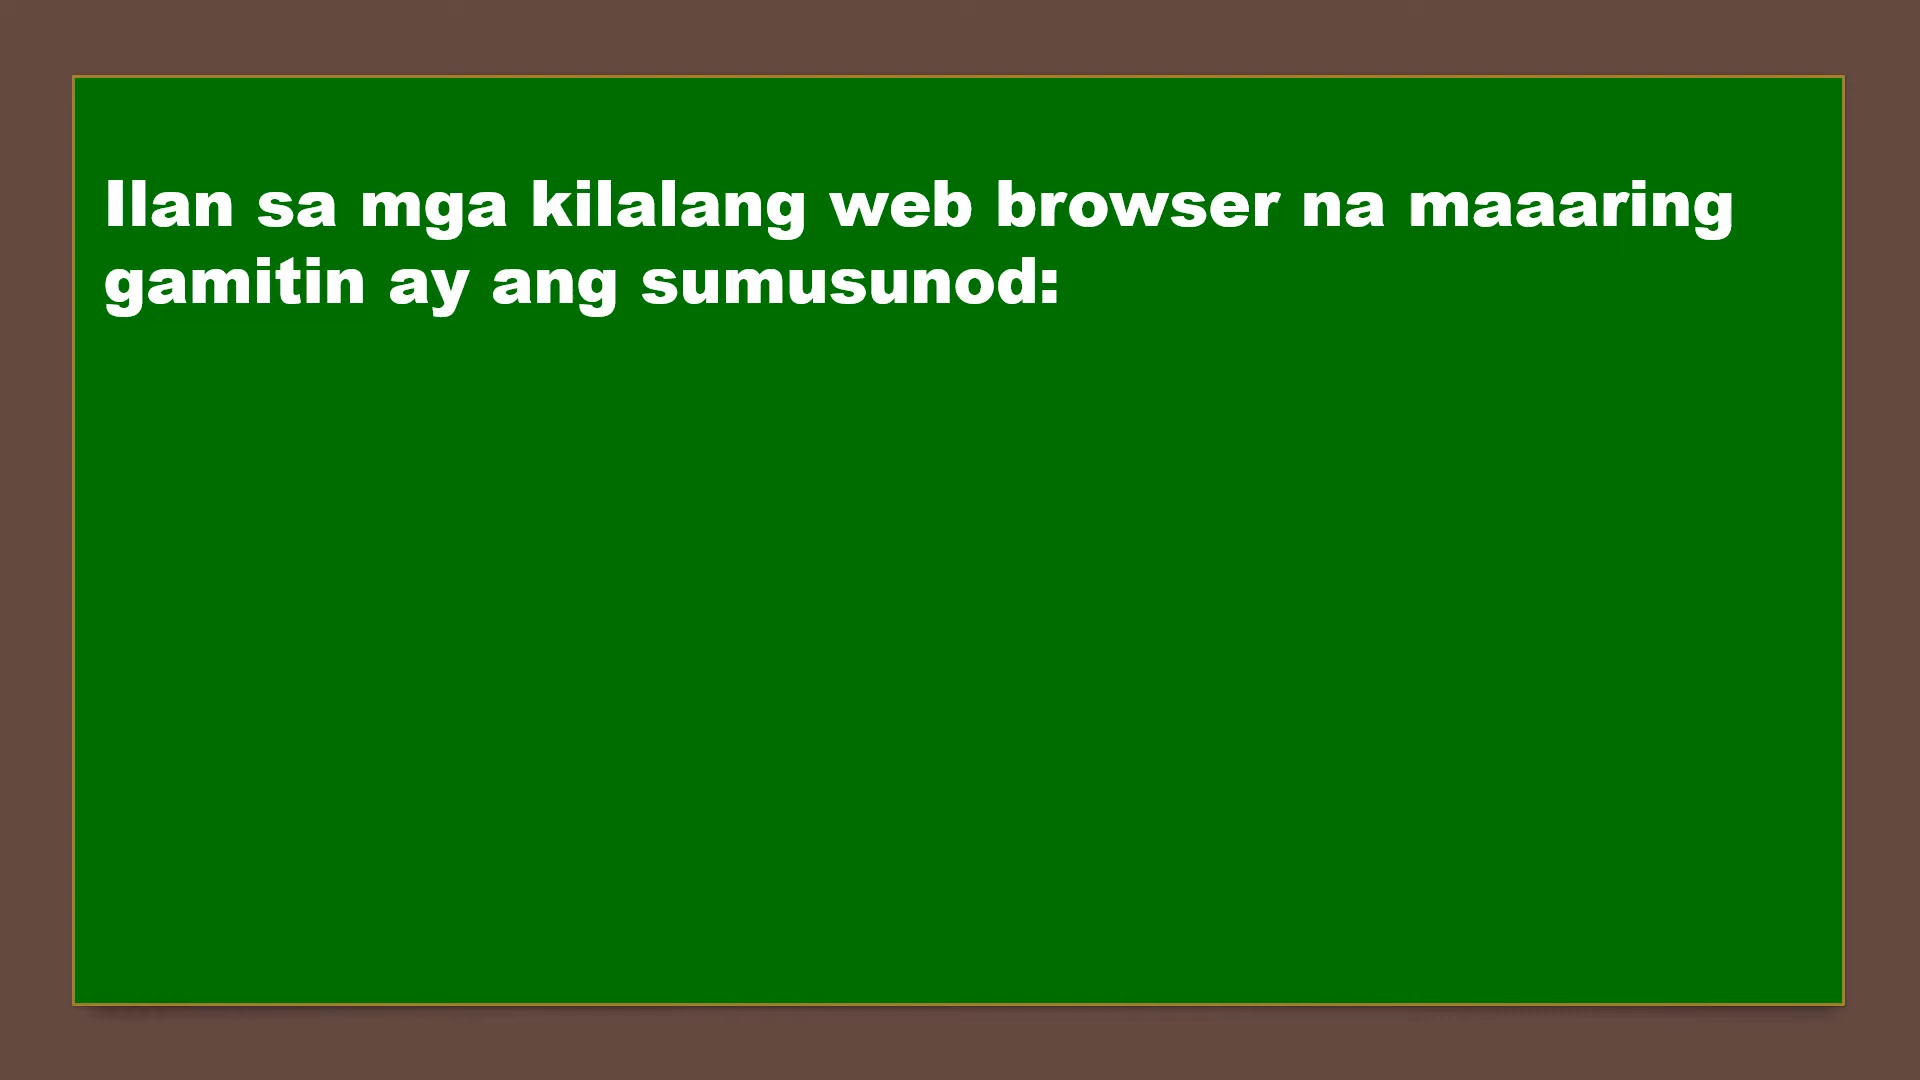 Ilan sa mga kilalang web browser na maaaring
gamitin ay ang sumusunod: